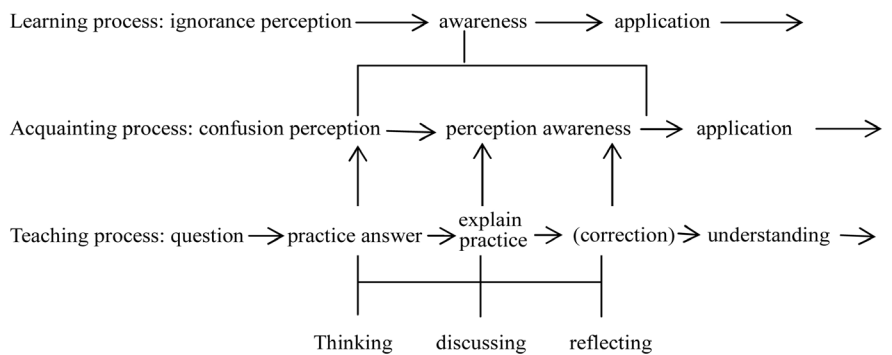 Learning process: ignorance perception awareness application
Acquainting process: confusion perception perception awareness application
Teaching process: question practice answer explain practice (correction) understanding
Thinking discussing reflecting